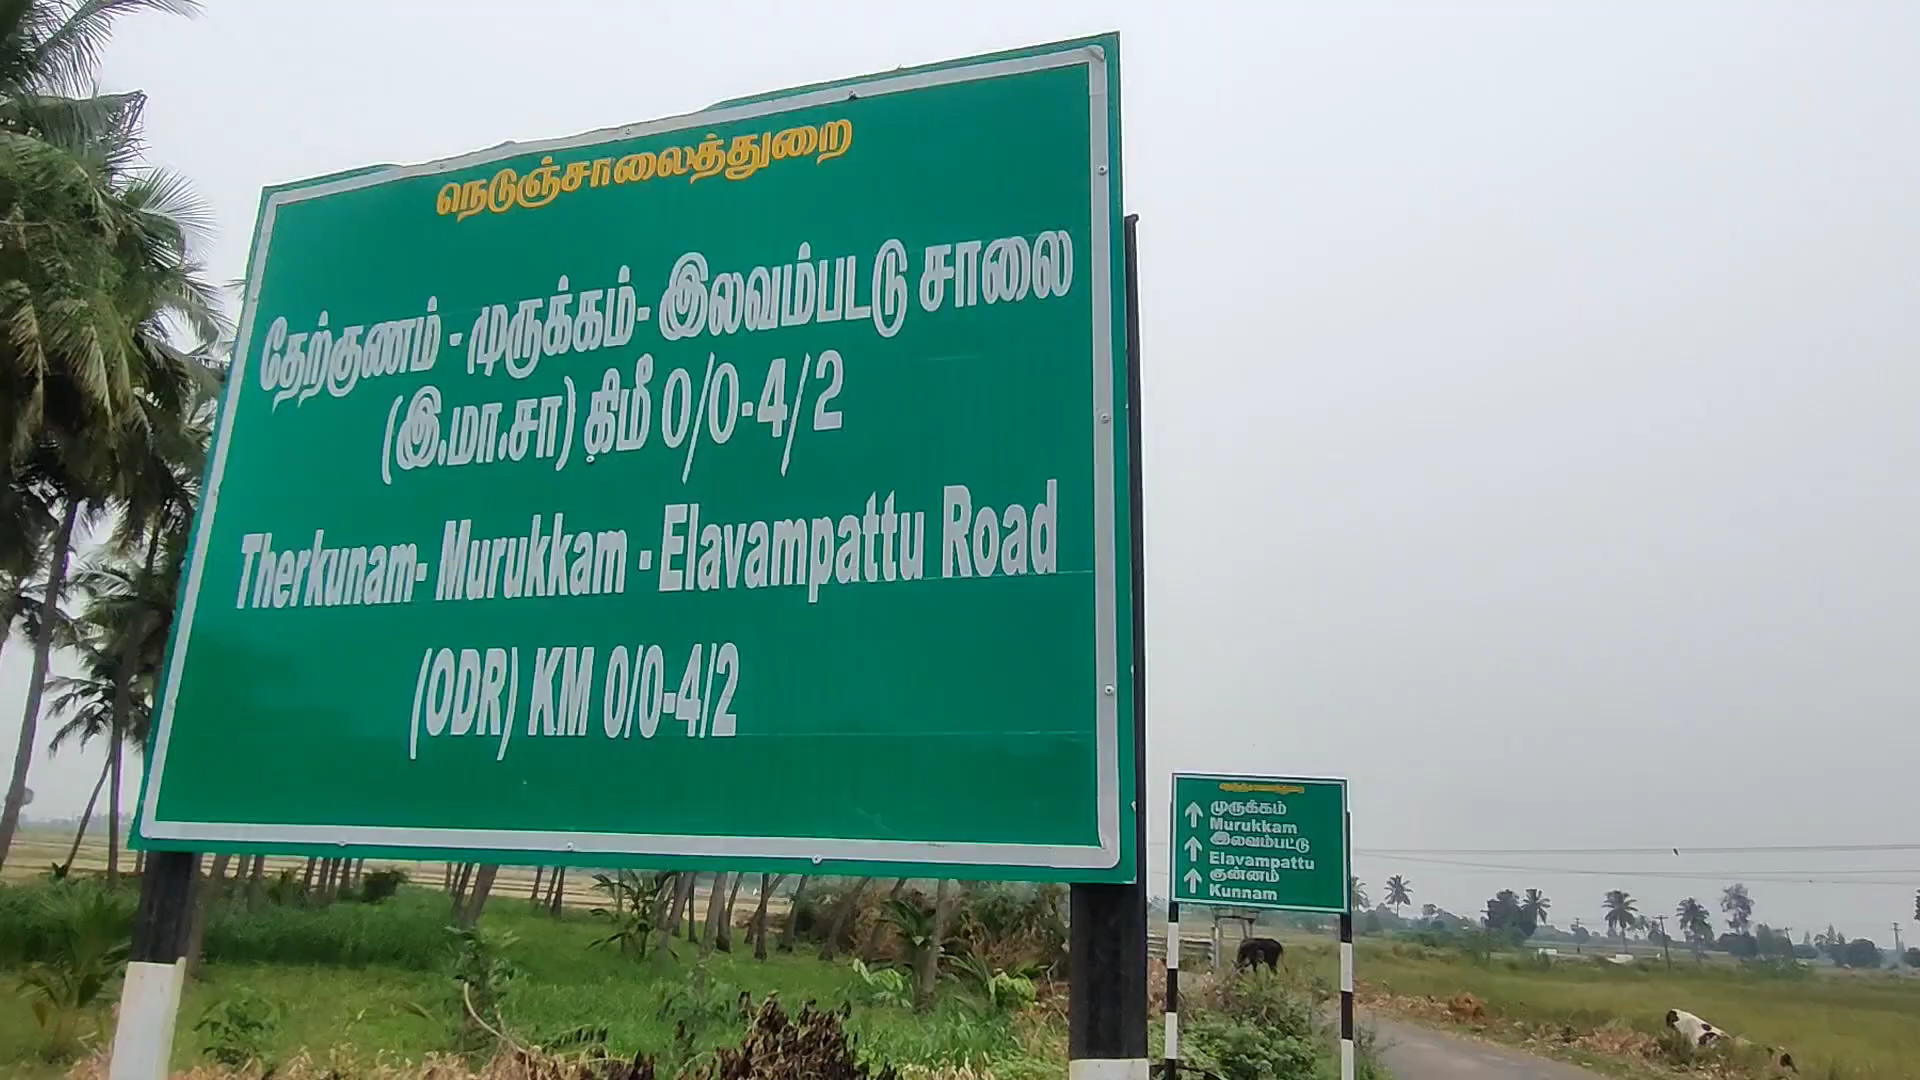 நெடுஞ்சாலைத்துறை
தேற்குணம் - முருக்கம்- இலவம்படடு சாலை
(இ.மா.சா) கிமீ 0/0-4/2
Therkunam- Murukkam - Elavampattu Road
(ODR) KM 0/0-4/2
நெடுஞ்சாலைத்துறை
முருக்கம்
Murukkam
இலவம்பட்டு
Elavampattu
குன்னம்
Kunnam